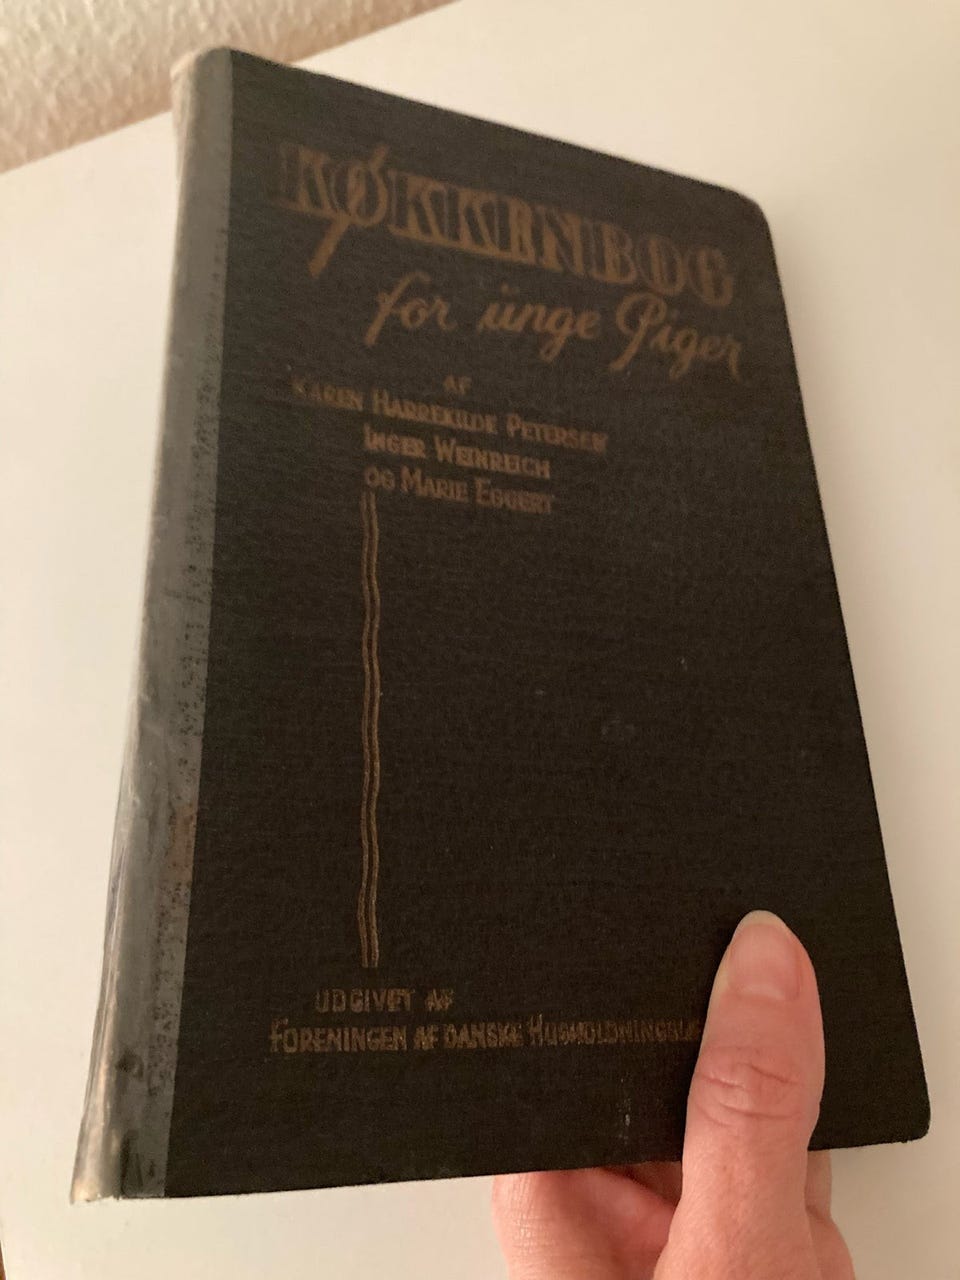 KØKKENBOG
for unge Piger
AF
KAREN HARREKILDE PETERSEN
INGER WEINREICH
OG MARIE EGGERT
UDGIVET AF
FORENINGEN AF DANSKE